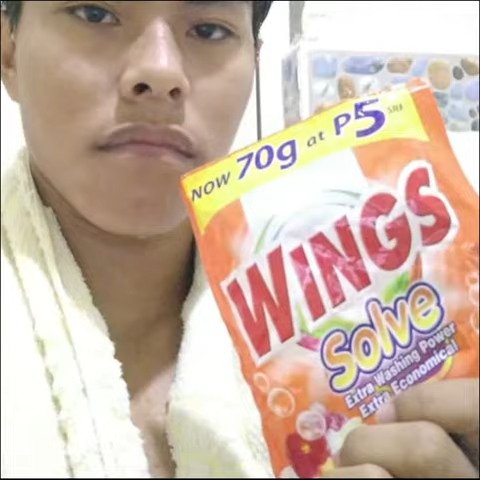 NOW 70g at P5 SRP
WINGS
Solve
Extra Washing Power
Extra Economical